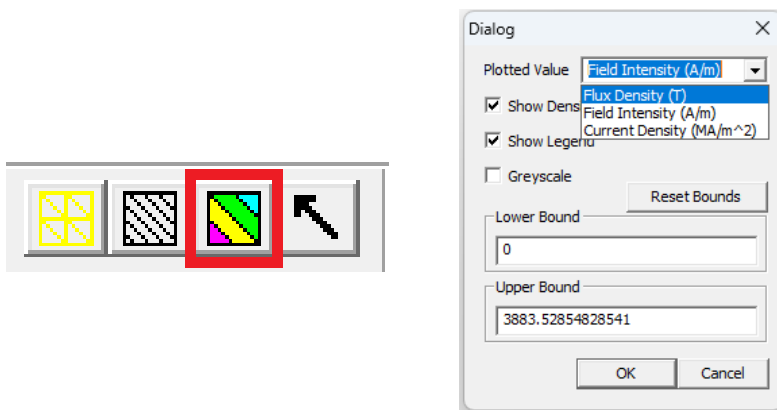 Dialog
Plotted Value Field Intensity (A/m)
Flux Density (T)
Show Dens
Field Intensity (A/m)
Current Density (MA/m^2)
Show Legend
Greyscale
Reset Bounds
Lower Bound
0
Upper Bound
3883.52854828541
OK Cancel